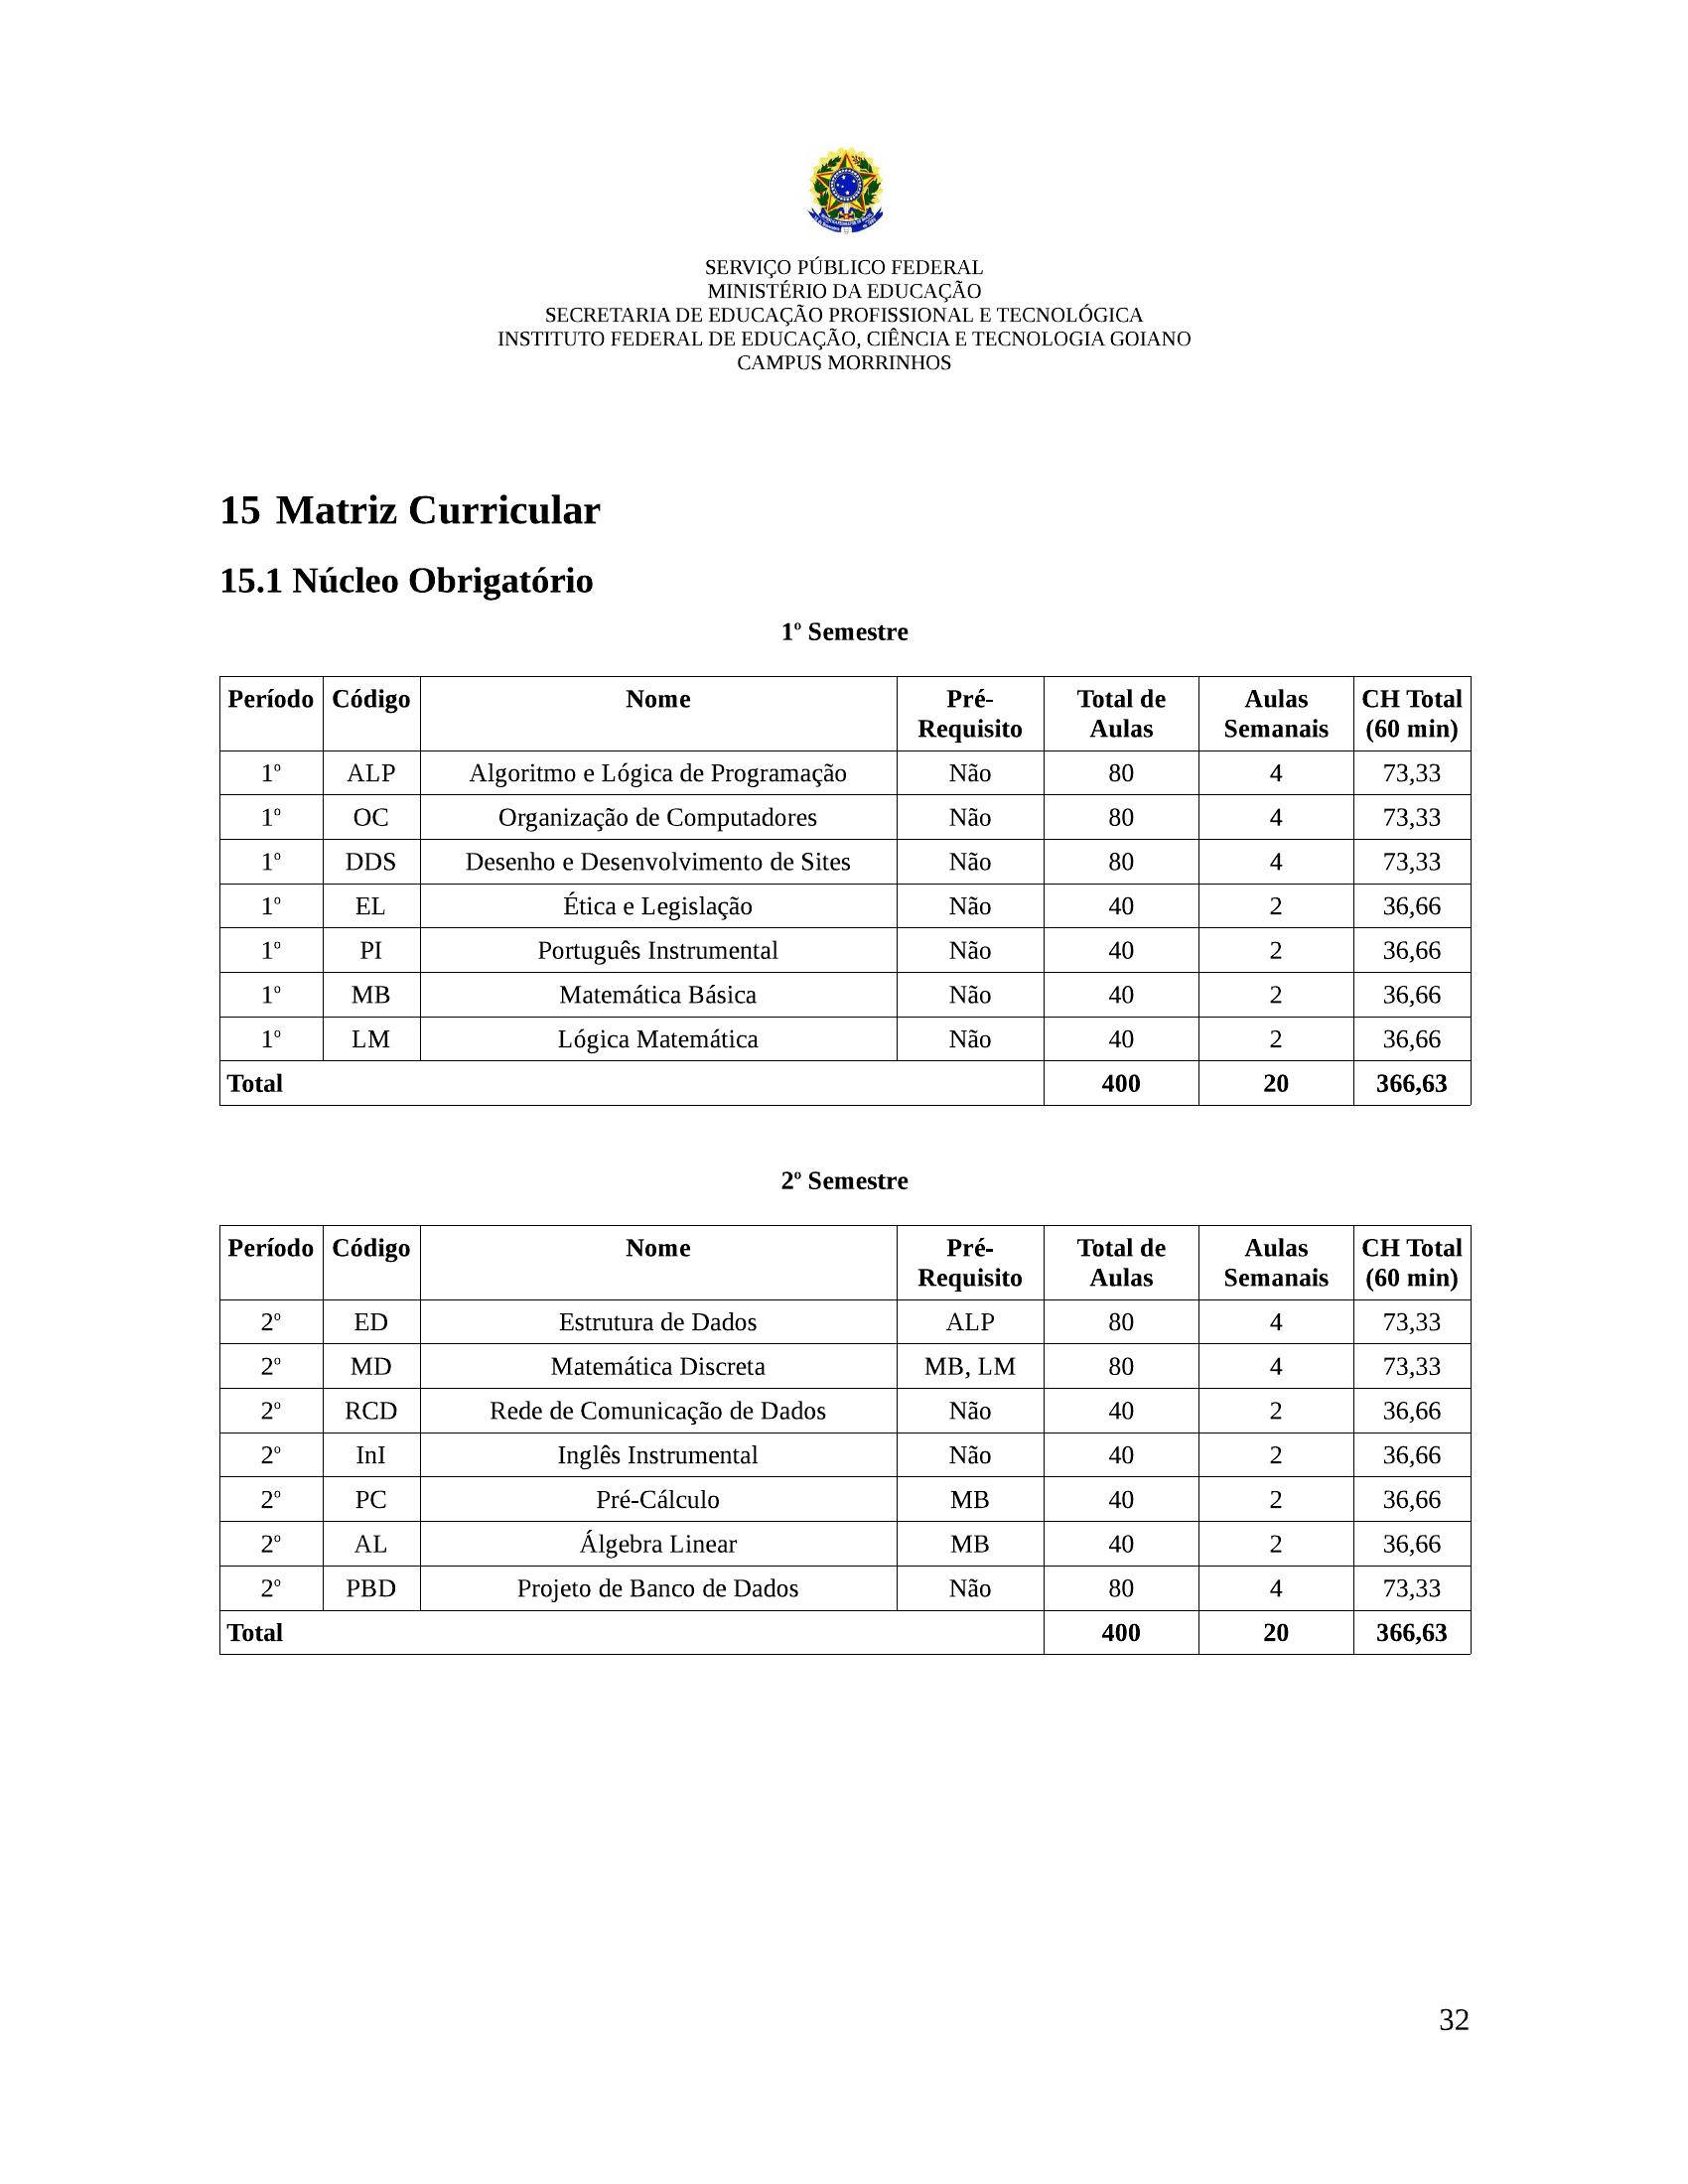 SERVIÇO PÚBLICO FEDERAL
MINISTÉRIO DA EDUCAÇÃO
SECRETARIA DE EDUCAÇÃO PROFISSIONAL E TECNOLÓGICA
INSTITUTO FEDERAL DE EDUCAÇÃO, CIÊNCIA E TECNOLOGIA GOIANO
CAMPUS MORRINHOS
15 Matriz Curricular
15.1 Núcleo Obrigatório
1º Semestre
Período Código Nome Pré-Requisito Total de Aulas Aulas Semanais CH Total (60 min)
1º ALP Algoritmo e Lógica de Programação Não 80 4 73,33
1º OC Organização de Computadores Não 80 4 73,33
1º DDS Desenho e Desenvolvimento de Sites Não 80 4 73,33
1º EL Ética e Legislação Não 40 2 36,66
1º PI Português Instrumental Não 40 2 36,66
1º MB Matemática Básica Não 40 2 36,66
1º LM Lógica Matemática Não 40 2 36,66
Total 400 20 366,63
2º Semestre
Período Código Nome Pré-Requisito Total de Aulas Aulas Semanais CH Total (60 min)
2º ED Estrutura de Dados ALP 80 4 73,33
2º MD Matemática Discreta MB, LM 80 4 73,33
2º RCD Rede de Comunicação de Dados Não 40 2 36,66
2º InI Inglês Instrumental Não 40 2 36,66
2º PC Pré-Cálculo MB 40 2 36,66
2º AL Álgebra Linear MB 40 2 36,66
2º PBD Projeto de Banco de Dados Não 80 4 73,33
Total 400 20 366,63
32